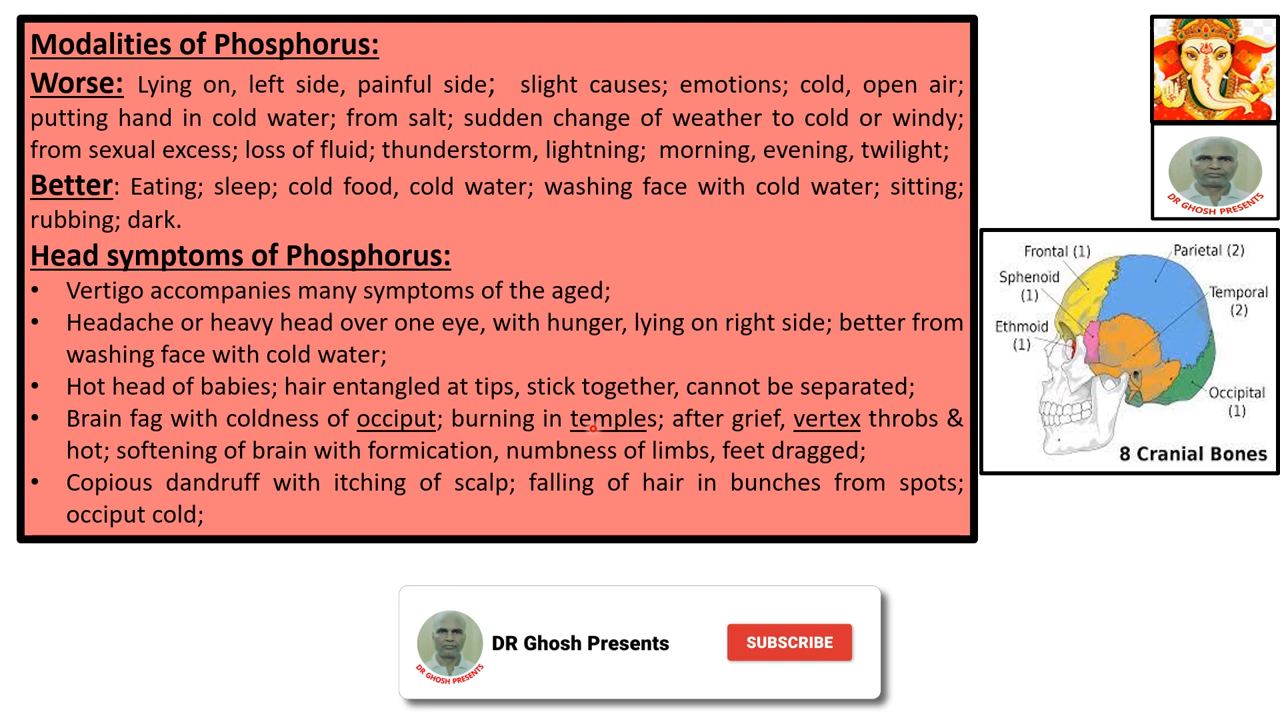 Modalities of Phosphorus:
Worse: Lying on, left side, painful side; slight causes; emotions; cold, open air;
putting hand in cold water; from salt; sudden change of weather to cold or windy;
from sexual excess; loss of fluid; thunderstorm, lightning; morning, evening, twilight;
Better: Eating; sleep; cold food, cold water; washing face with cold water; sitting;
rubbing; dark.
Head symptoms of Phosphorus:
• Vertigo accompanies many symptoms of the aged;
• Headache or heavy head over one eye, with hunger, lying on right side; better from
washing face with cold water;
• Hot head of babies; hair entangled at tips, stick together, cannot be separated;
• Brain fag with coldness of occiput; burning in temples; after grief, vertex throbs &
hot; softening of brain with formication, numbness of limbs, feet dragged;
• Copious dandruff with itching of scalp; falling of hair in bunches from spots;
occiput cold;
DR GHOSH PRESENTS
Frontal (1)
Parietal (2)
Sphenoid
(1)
Temporal
(2)
Ethmoid
(1)
Occipital
(1)
8 Cranial Bones
DR GHOSH PRESENTS
DR Ghosh Presents
SUBSCRIBE